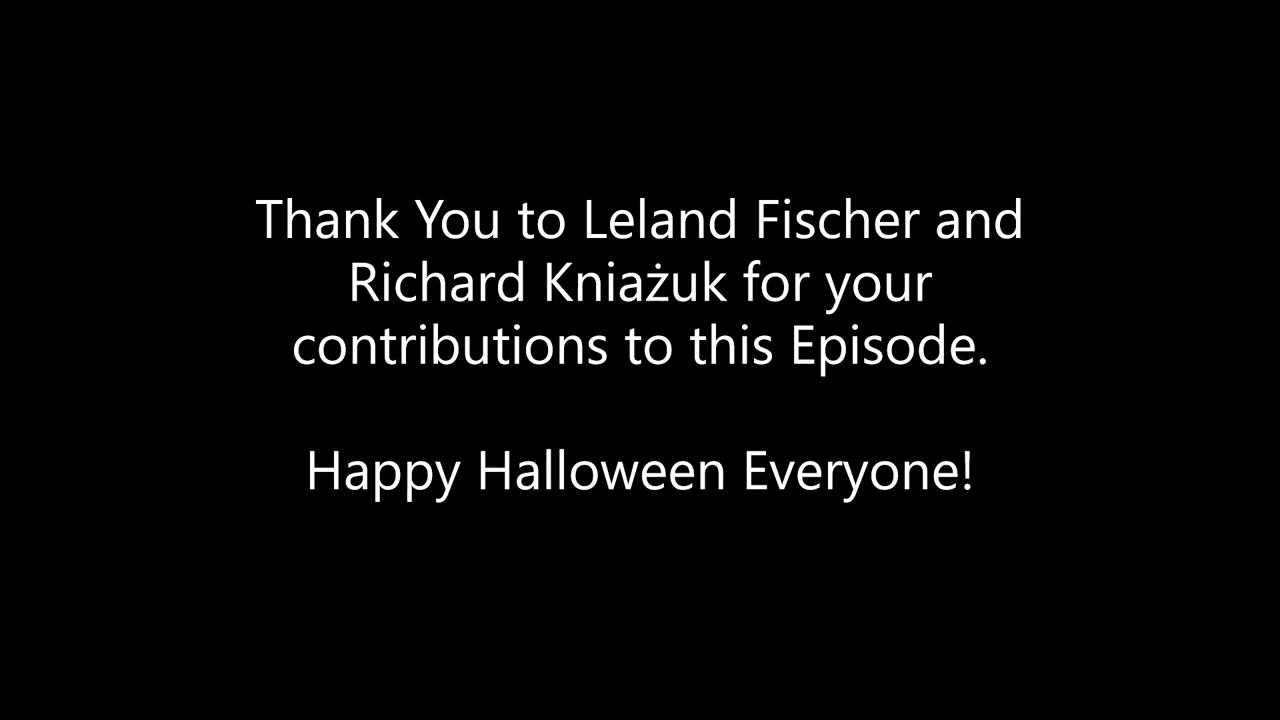 Thank You to Leland Fischer and
Richard Kniażuk for your
contributions to this Episode.
Happy Halloween Everyone!